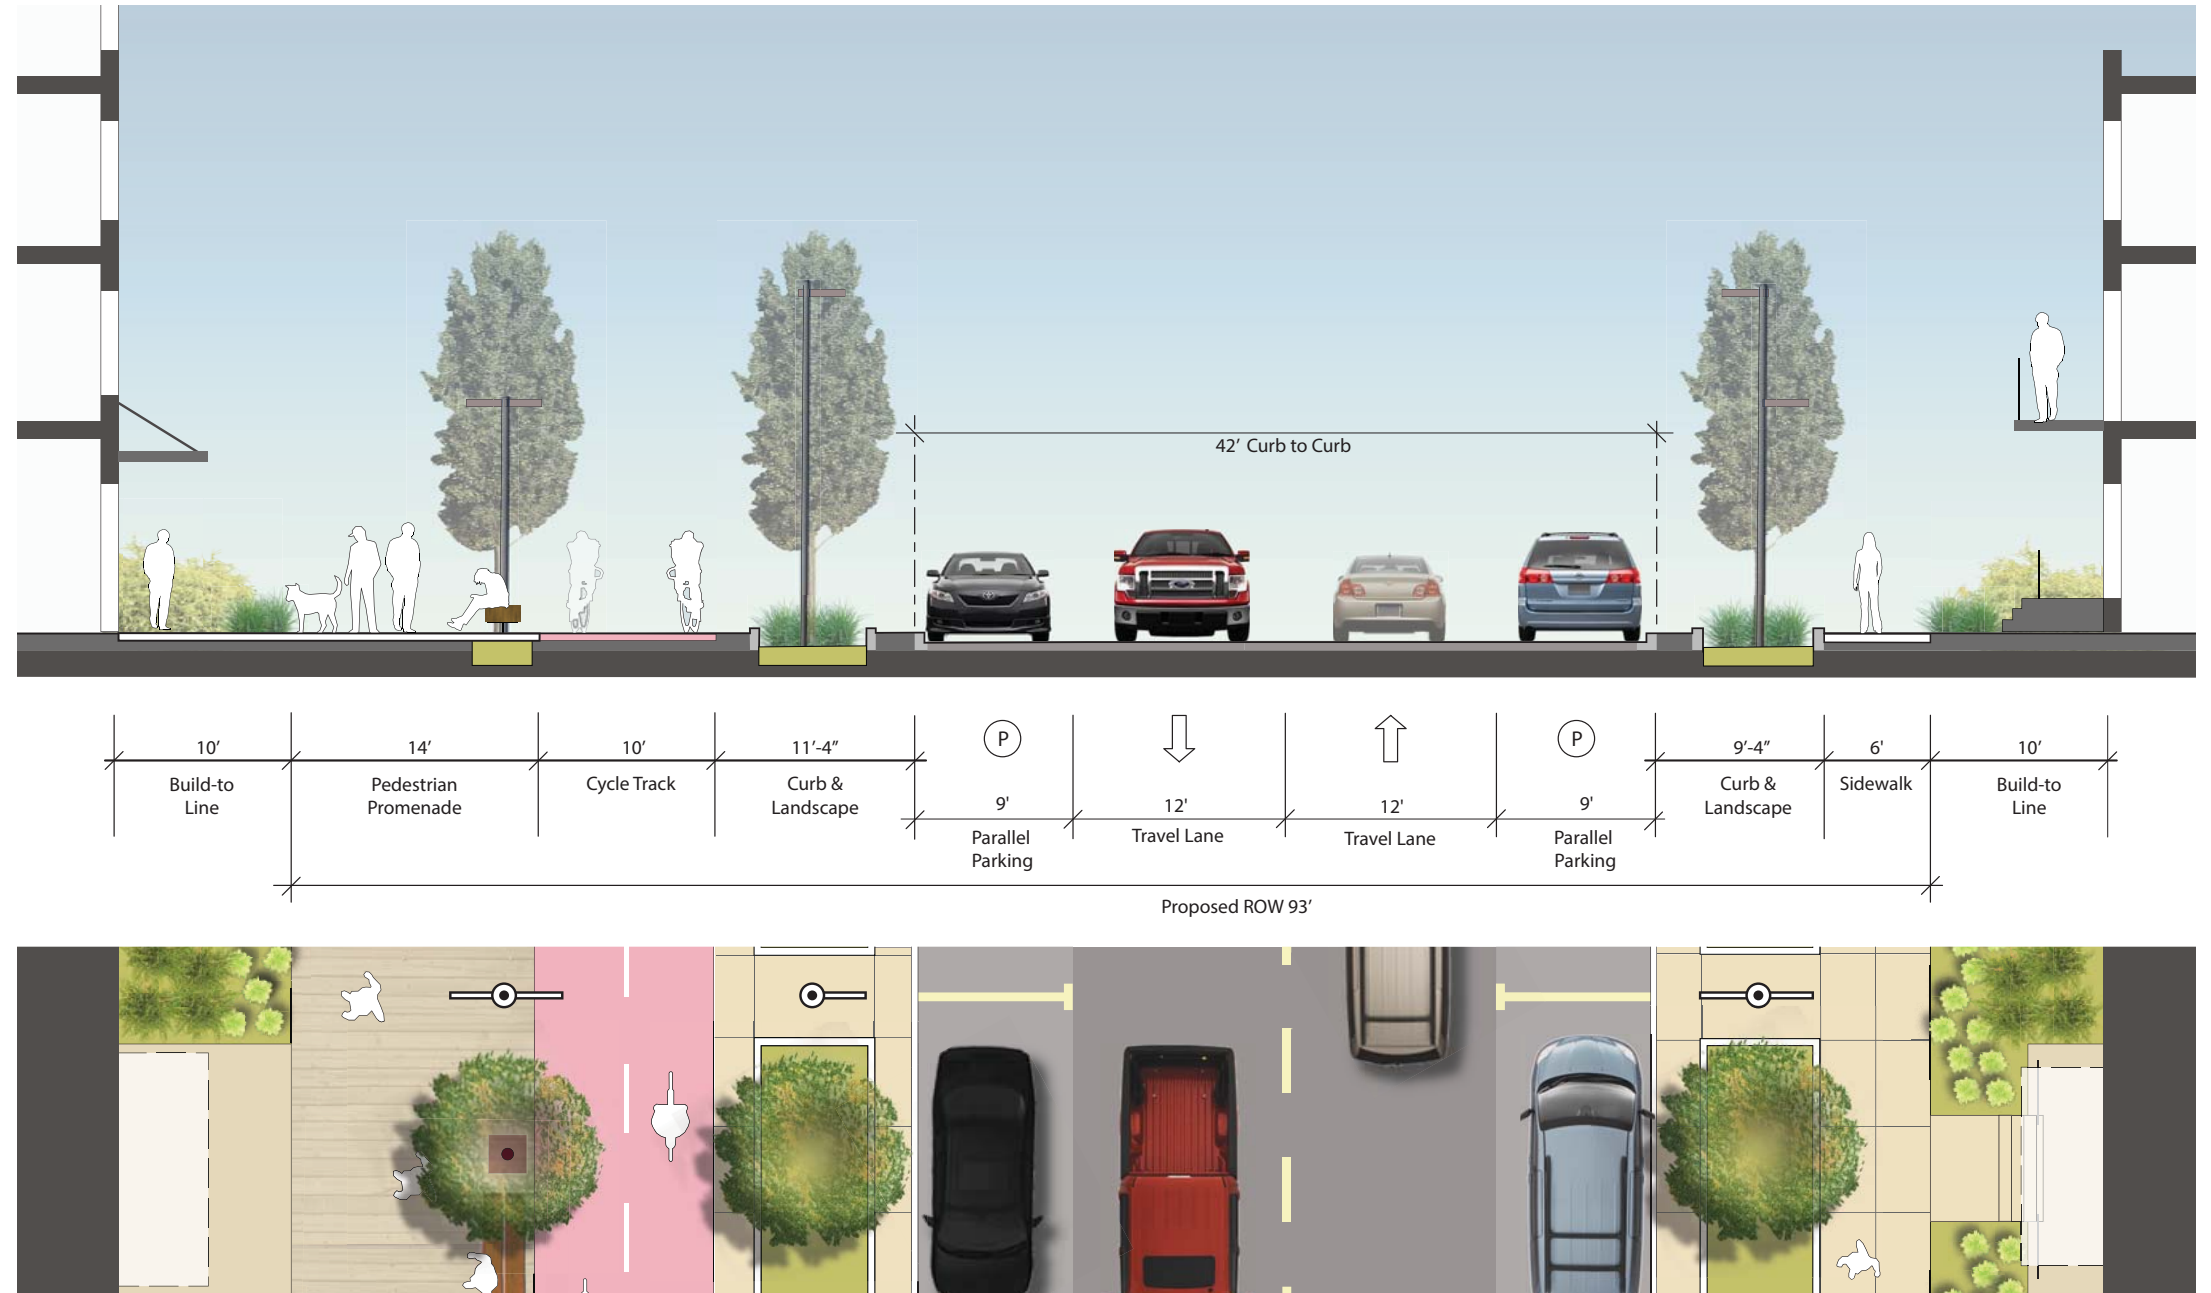 42’ Curb to Curb
10’
Build-to
Line
14’
Pedestrian
Promenade
10’
Cycle Track
11’-4”
Curb &
Landscape
P
9'
Parallel
Parking
12'
Travel Lane
12'
Travel Lane
P
9'
Parallel
Parking
9’-4”
Curb &
Landscape
6'
Sidewalk
10’
Build-to
Line
Proposed ROW 93’